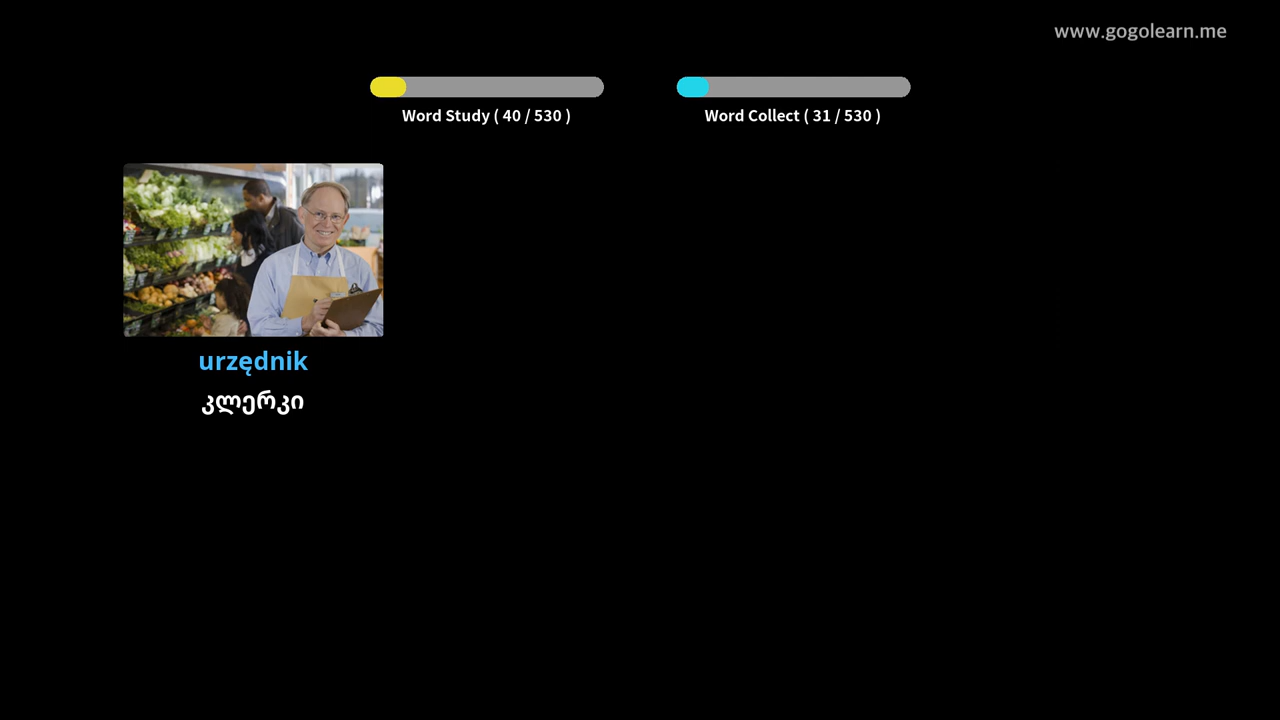 www.gogolearn.me
Word Study ( 40 / 530 )
Word Collect ( 31 / 530 )
urzędnik
კლერკი